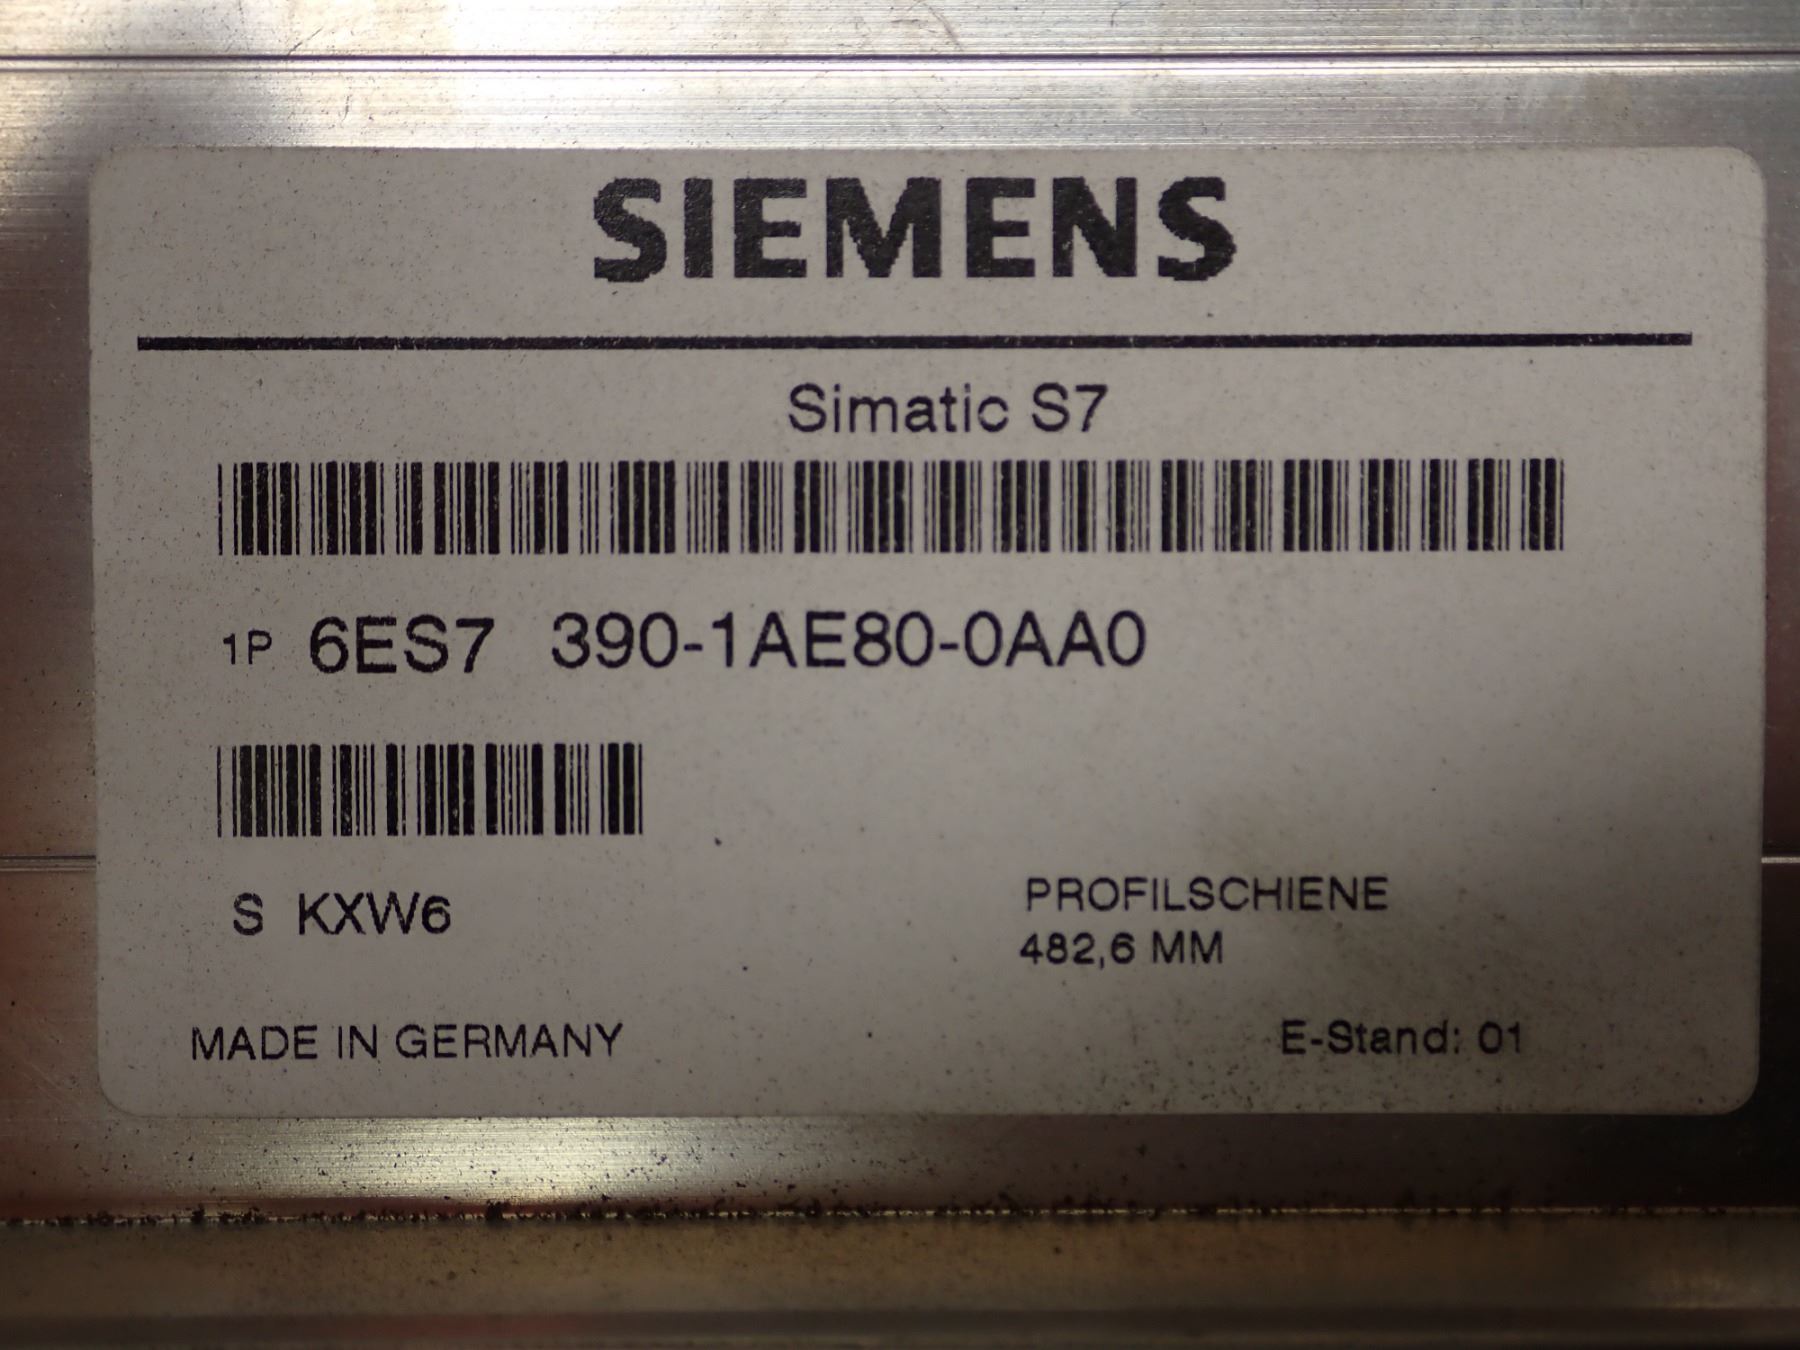 SIEMENS
Simatic S7
1P 6ES7 390-1AE80-0AA0
S KXW6
PROFILSCHIENE
482,6 MM
MADE IN GERMANY
E-Stand: 01